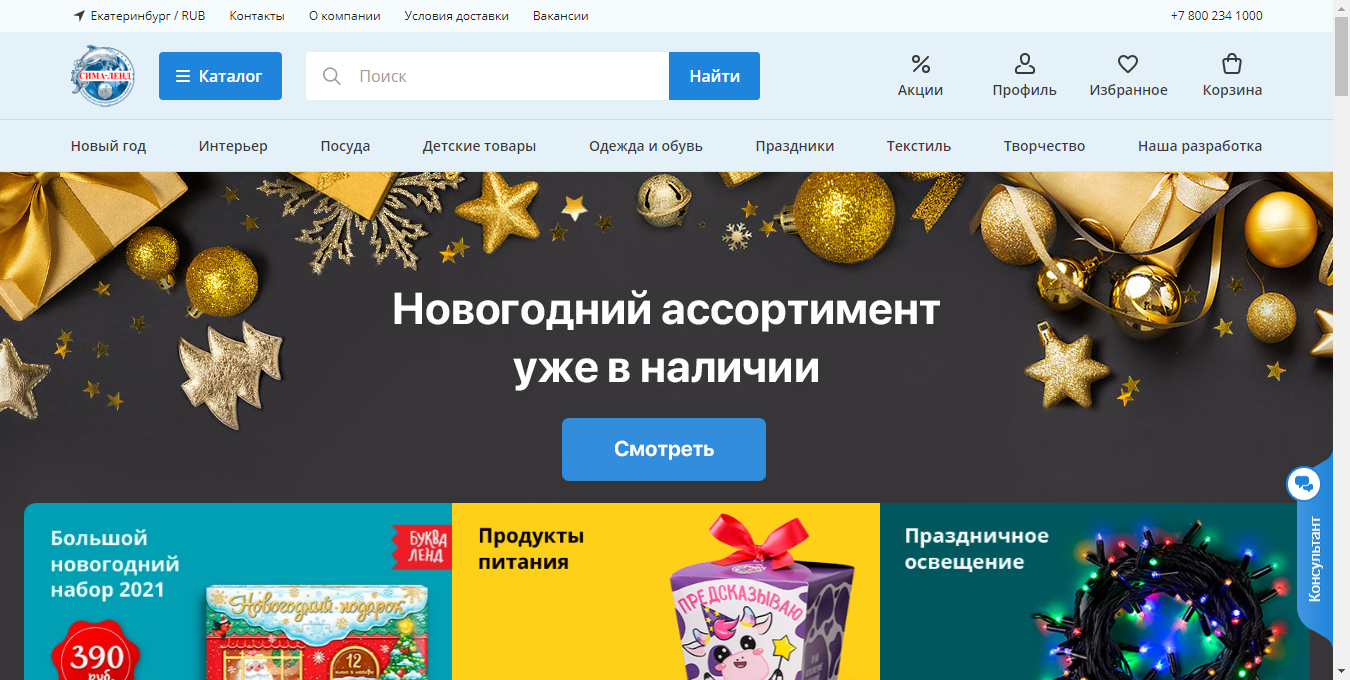 Екатеринбург / RUB
Контакты
О компании
Условия доставки
Вакансии
+7 800 234 1000
СИМА-ЛЕНД
Каталог
Поиск
Найти
Акции
Профиль
Избранное
Корзина
Новый год
Интерьер
Посуда
Детские товары
Одежда и обувь
Праздники
Текстиль
Творчество
Наша разработка
Новогодний ассортимент
уже в наличии
Смотреть
Консультант
Большой
новогодний
набор 2021
БУКВА
ЛЕНД
Новогодний подарок
12
390
руб.
Продукты
питания
ПРЕДСКАЗЫВАЮ
Праздничное
освещение